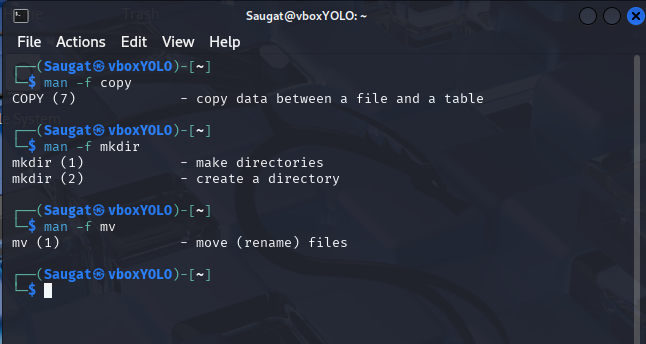 Trash
Saugat@vboxYOLO: ~
File Actions Edit View Help
┌──(Saugat㉿vboxYOLO)-[~]
└─$ man -f copy
COPY (7)             - copy data between a file and a table
┌──(Saugat㉿vboxYOLO)-[~]
└─$ man -f mkdir
mkdir (1)            - make directories
mkdir (2)            - create a directory
┌──(Saugat㉿vboxYOLO)-[~]
└─$ man -f mv
mv (1)               - move (rename) files
┌──(Saugat㉿vboxYOLO)-[~]
└─$